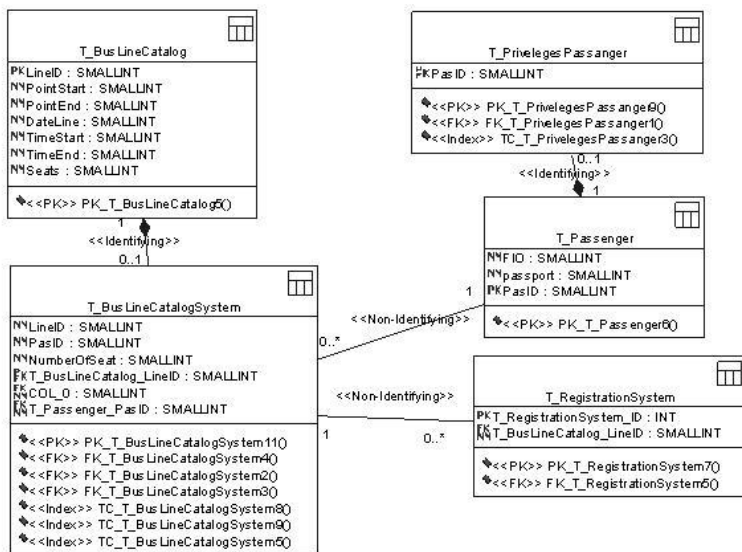 T_BusLineCatalog
PK LineID : SMALLINT
NN PointStart : SMALLINT
NN PointEnd : SMALLINT
NN DateLine : SMALLINT
NN TimeStart : SMALLINT
NN TimeEnd : SMALLINT
NN Seats : SMALLINT
<<PK>> PK_T_BusLineCatalog5()
1
<<Identifying>>
0..1
T_PrivelegesPassanger
PasID : SMALLINT
<<PK>> PK_T_PrivelegesPassanger9()
<<FK>> FK_T_PrivelegesPassanger1()
<<Index>> TC_T_PrivelegesPassanger3()
0..1
<<Identifying>>
1
T_Passenger
NN FIO : SMALLINT
NN passport : SMALLINT
PK PasID : SMALLINT
<<PK>> PK_T_Passenger6()
T_BusLineCatalogSystem
NN LineID : SMALLINT
NN PasID : SMALLINT
NN NumberOfSeat : SMALLINT
T_BusLineCatalog_LineID : SMALLINT
COL_0 : SMALLINT
T_Passenger_PasID : SMALLINT
<<PK>> PK_T_BusLineCatalogSystem11()
<<FK>> FK_T_BusLineCatalogSystem4()
<<FK>> FK_T_BusLineCatalogSystem2()
<<FK>> FK_T_BusLineCatalogSystem3()
<<Index>> TC_T_BusLineCatalogSystem8()
<<Index>> TC_T_BusLineCatalogSystem9()
<<Index>> TC_T_BusLineCatalogSystem5()
1
<<Non-Identifying>>
0..*
<<Non-Identifying>>
1
0..*
T_RegistrationSystem
PK T_RegistrationSystem_ID : INT
T_BusLineCatalog_LineID : SMALLINT
<<PK>> PK_T_RegistrationSystem7()
<<FK>> FK_T_RegistrationSystem5()